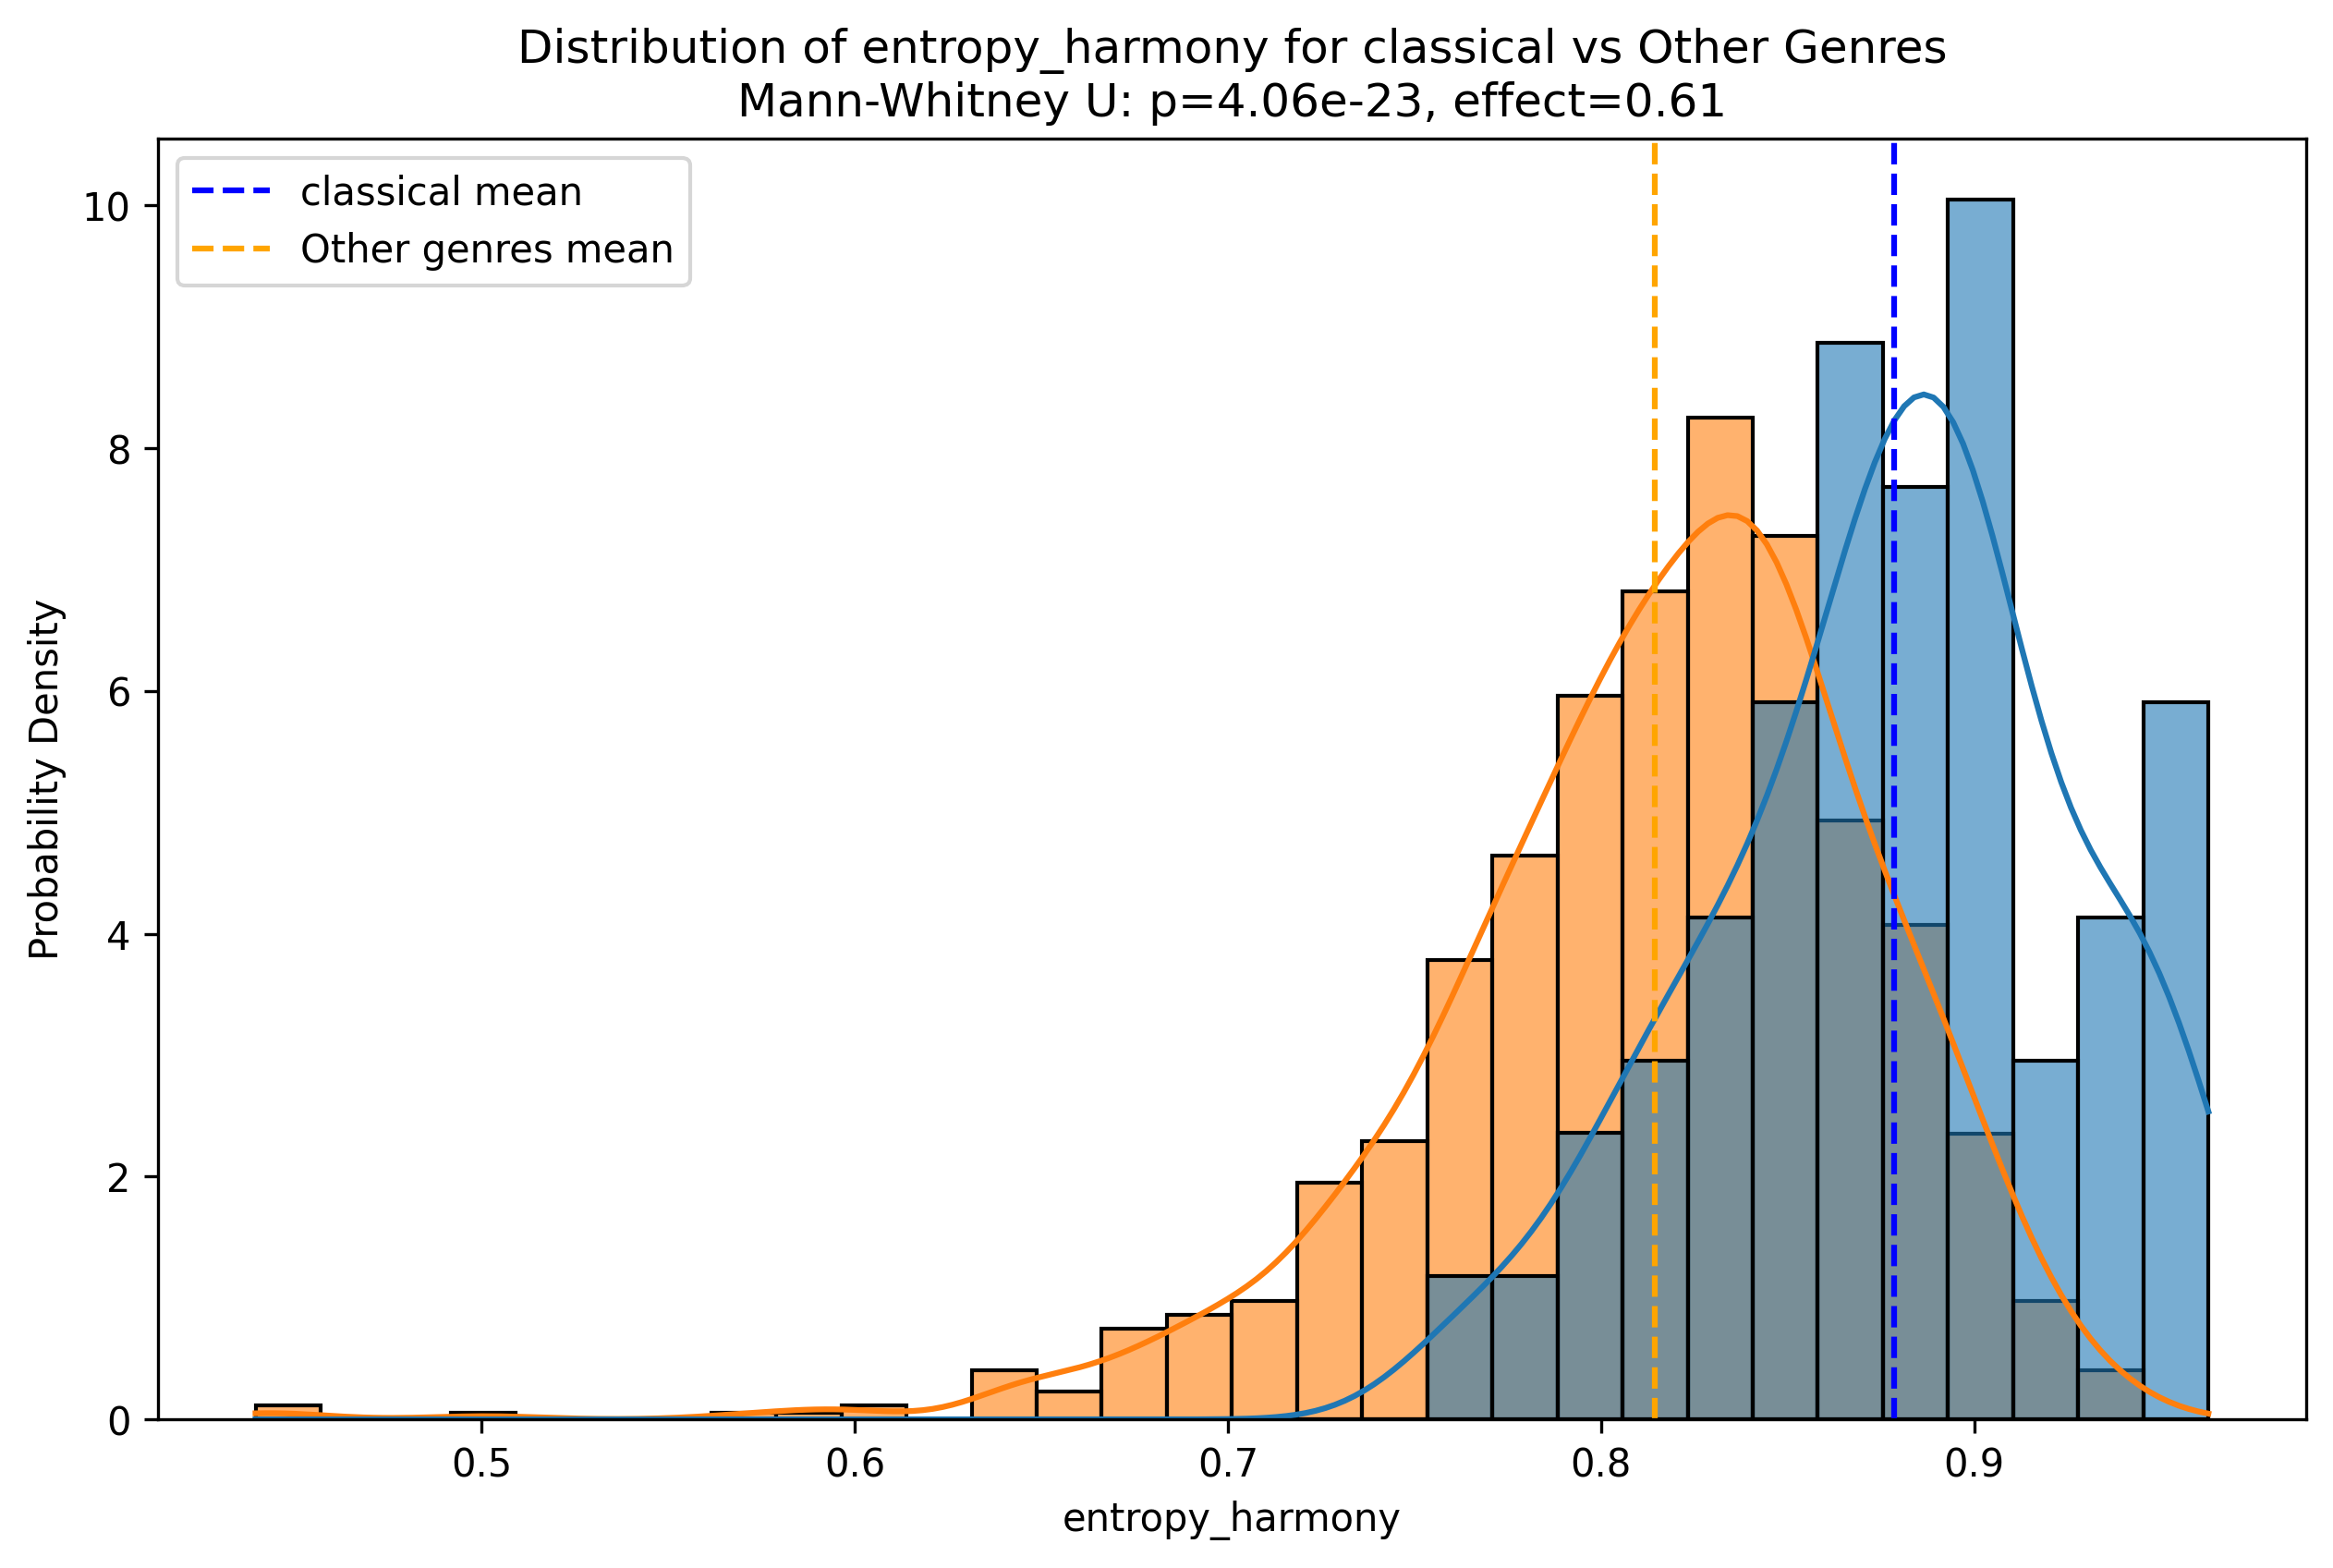 Distribution of entropy_harmony for classical vs Other Genres
Mann-Whitney U: p=4.06e-23, effect=0.61
classical mean
Other genres mean
Probability Density
10
8
6
4
2
0
0.5 0.6 0.7 0.8 0.9
entropy_harmony